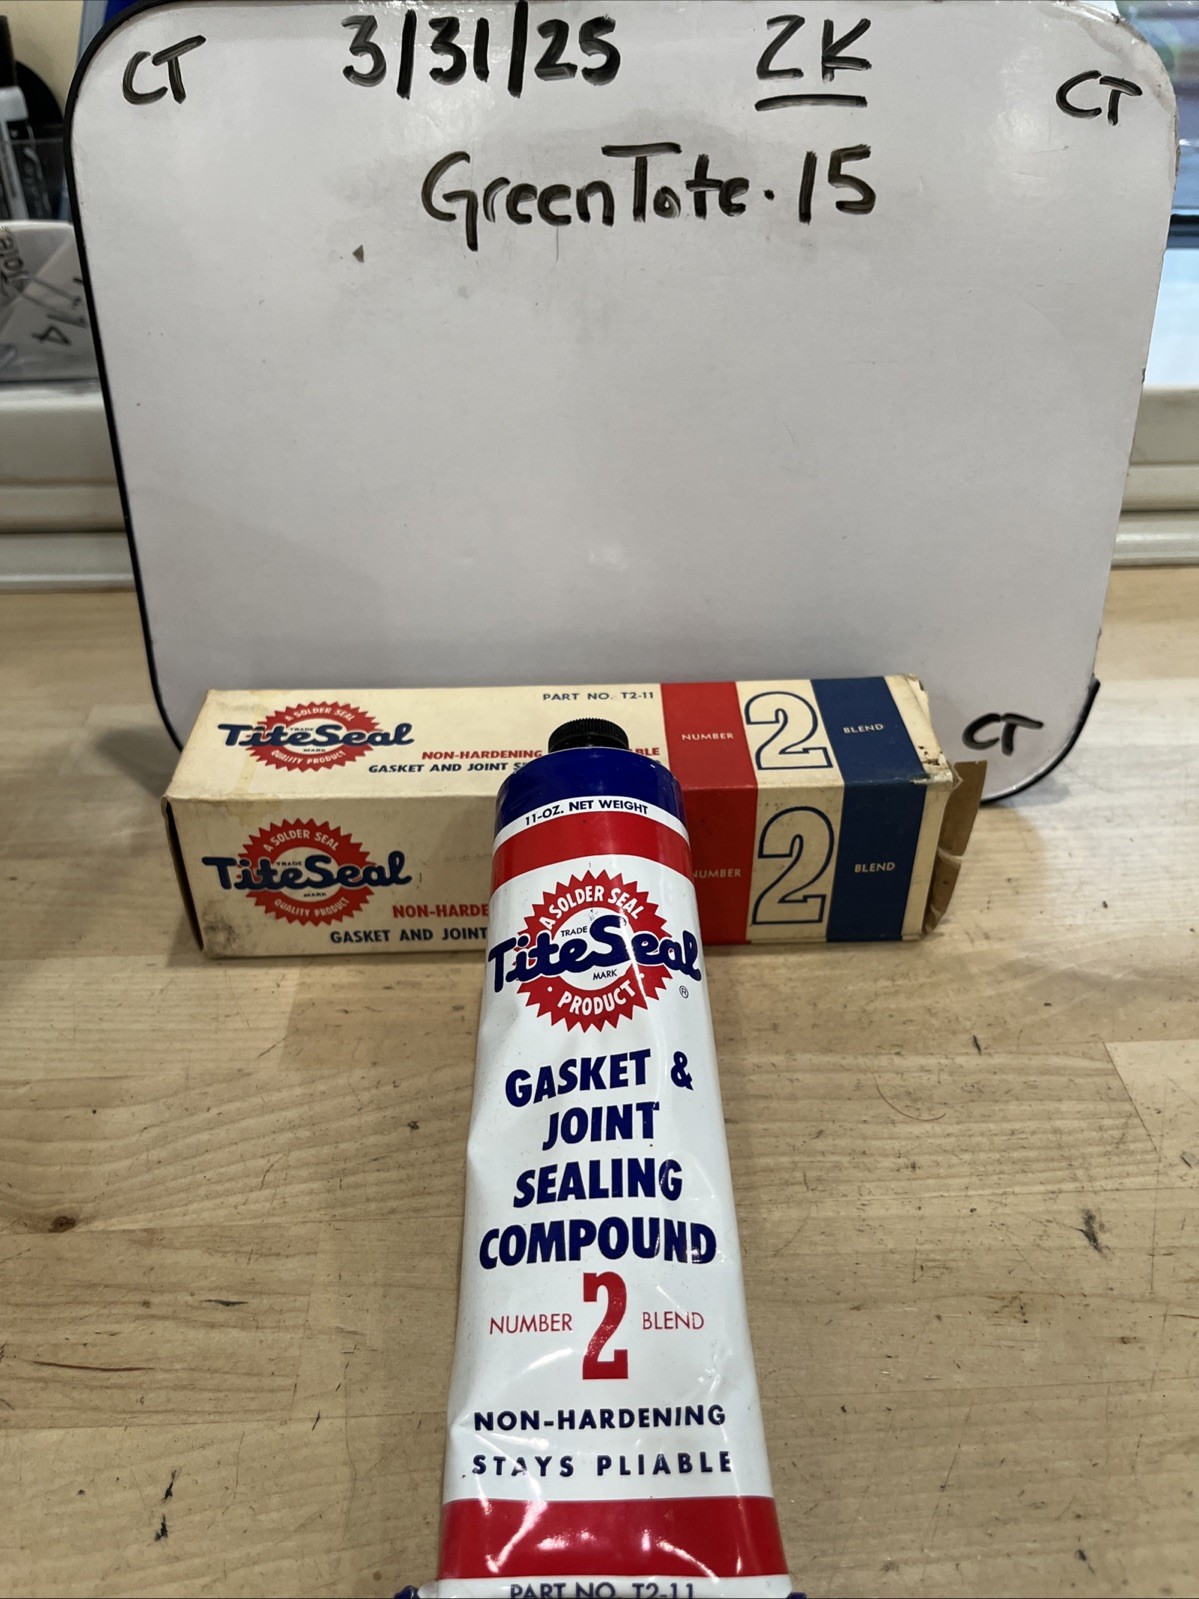 CT 3/31/25 ZK CT
Green Tote. 15
CT
PART NO. T2-11
A SOLDER SEAL
TRADE
TiteSeal
MARK
QUALITY PRODUCT
NON-HARDENING
GASKET AND JOINT
NUMBER 2 BLEND
A SOLDER SEAL
TRADE
TiteSeal
MARK
QUALITY PRODUCT
NON-HARDE
GASKET AND JOINT
NUMBER 2 BLEND
11-OZ. NET WEIGHT
A SOLDER SEAL
TRADE
TiteSeal
MARK
®
PRODUCT
GASKET &
JOINT
SEALING
COMPOUND
NUMBER 2 BLEND
NON-HARDENING
STAYS PLIABLE
PART NO. T2-11